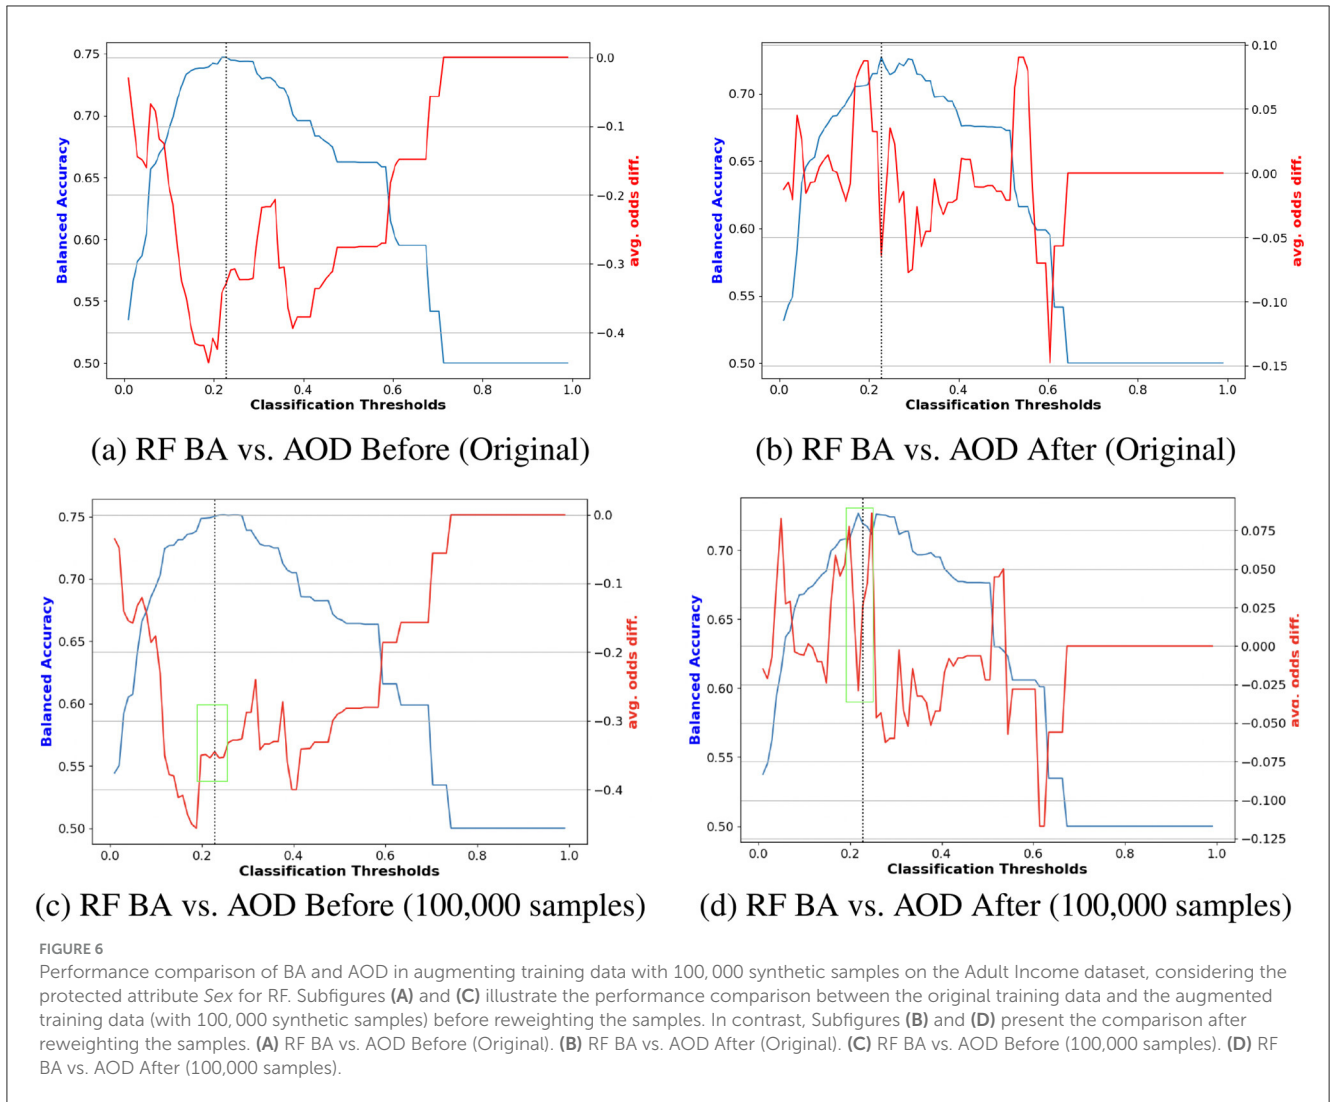 0.75
0.70
0.65
0.60
0.55
0.50
Balanced Accuracy
0.0
−0.1
−0.2
−0.3
−0.4
avg. odds diff.
0.0 0.2 0.4 0.6 0.8 1.0
Classification Thresholds
(a) RF BA vs. AOD Before (Original)
0.70
0.65
0.60
0.55
0.50
Balanced Accuracy
0.10
0.05
0.00
−0.05
−0.10
−0.15
avg. odds diff.
0.0 0.2 0.4 0.6 0.8 1.0
Classification Thresholds
(b) RF BA vs. AOD After (Original)
0.75
0.70
0.65
0.60
0.55
0.50
Balanced Accuracy
0.0
−0.1
−0.2
−0.3
−0.4
avg. odds diff.
0.0 0.2 0.4 0.6 0.8 1.0
Classification Thresholds
(c) RF BA vs. AOD Before (100,000 samples)
0.70
0.65
0.60
0.55
0.50
Balanced Accuracy
0.075
0.050
0.025
0.000
−0.025
−0.050
−0.075
−0.100
−0.125
avg. odds diff.
0.0 0.2 0.4 0.6 0.8 1.0
Classification Thresholds
(d) RF BA vs. AOD After (100,000 samples)
FIGURE 6
Performance comparison of BA and AOD in augmenting training data with 100,000 synthetic samples on the Adult Income dataset, considering the
protected attribute Sex for RF. Subfigures (A) and (C) illustrate the performance comparison between the original training data and the augmented
training data (with 100,000 synthetic samples) before reweighting the samples. In contrast, Subfigures (B) and (D) present the comparison after
reweighting the samples. (A) RF BA vs. AOD Before (Original). (B) RF BA vs. AOD After (Original). (C) RF BA vs. AOD Before (100,000 samples). (D) RF
BA vs. AOD After (100,000 samples).